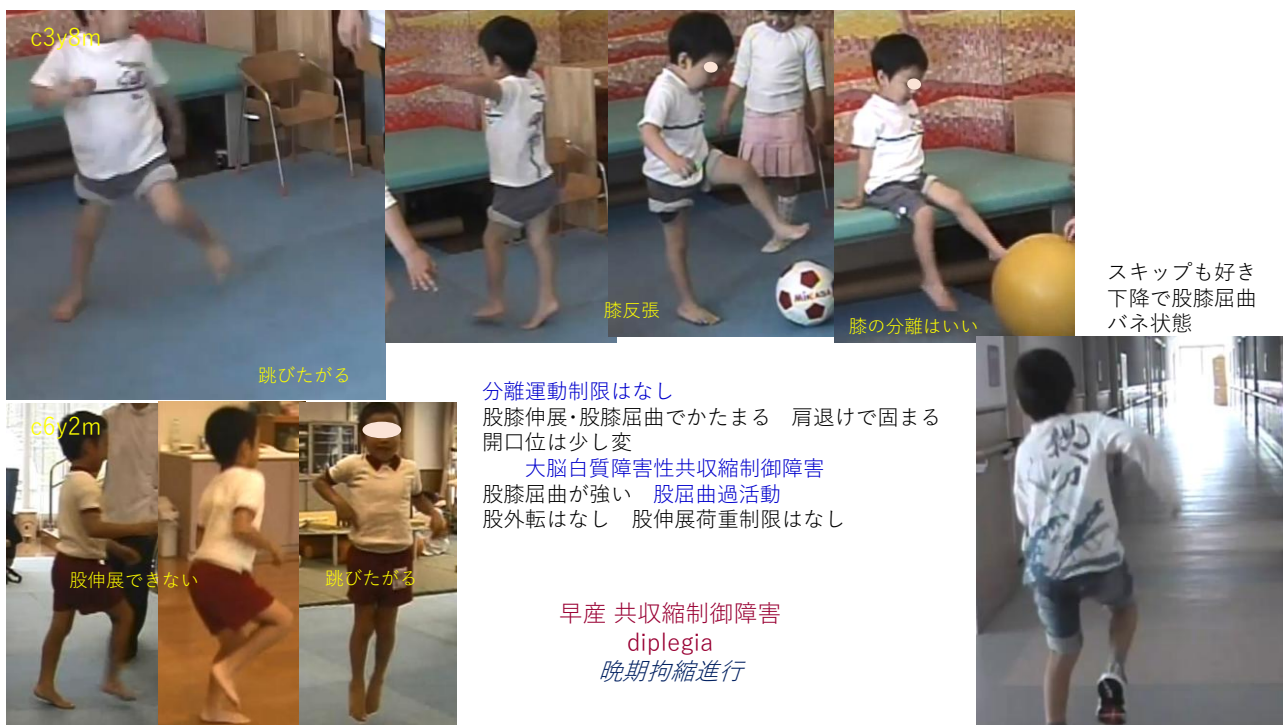 c3y8m
跳びたがる
膝反張
MIKASA
膝の分離はいい
スキップも好き
下降で股膝屈曲
バネ状態
分離運動制限はなし
股膝伸展・股膝屈曲でかたまる　肩退けで固まる
開口位は少し変
大脳白質障害性共収縮制御障害
股膝屈曲が強い　股屈曲過活動
股外転はなし　股伸展荷重制限はなし
c6y2m
股伸展できない
跳びたがる
早産 共収縮制御障害
diplegia
晩期拘縮進行